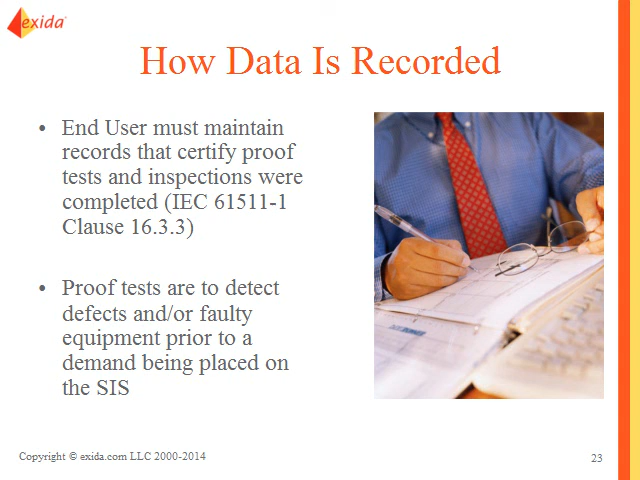 exida
How Data Is Recorded
• End User must maintain
records that certify proof
tests and inspections were
completed (IEC 61511-1
Clause 16.3.3)
• Proof tests are to detect
defects and/or faulty
equipment prior to a
demand being placed on
the SIS
Copyright © exida.com LLC 2000-2014
23